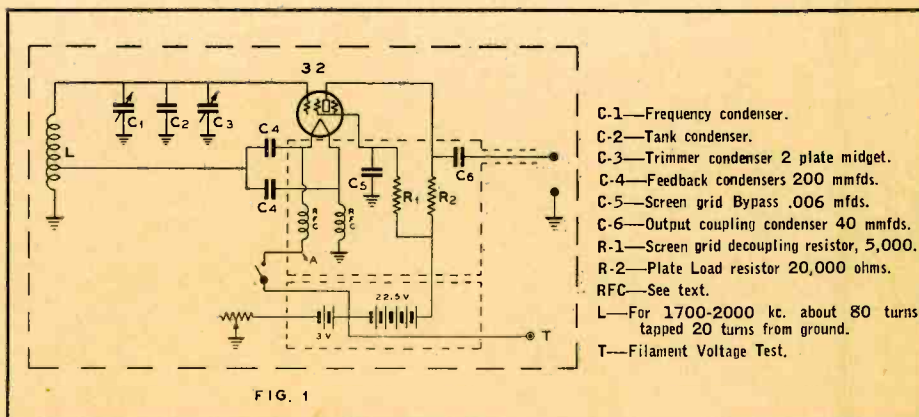 32
C1
C2
C3
C4
L
C4
C5
C6
R1
R2
RFC
RFC
A
22.5V
3V
T
FIG. 1
C-1—Frequency condenser.
C-2—Tank condenser.
C-3—Trimmer condenser 2 plate midget.
C-4—Feedback condensers 200 mmfds.
C-5—Screen grid Bypass .006 mfds.
C-6—Output coupling condenser 40 mmfds.
R-1—Screen grid decoupling resistor, 5,000.
R-2—Plate Load resistor 20,000 ohms.
RFC—See text.
L—For 1700-2000 kc. about 80 turns
tapped 20 turns from ground.
T—Filament Voltage Test.